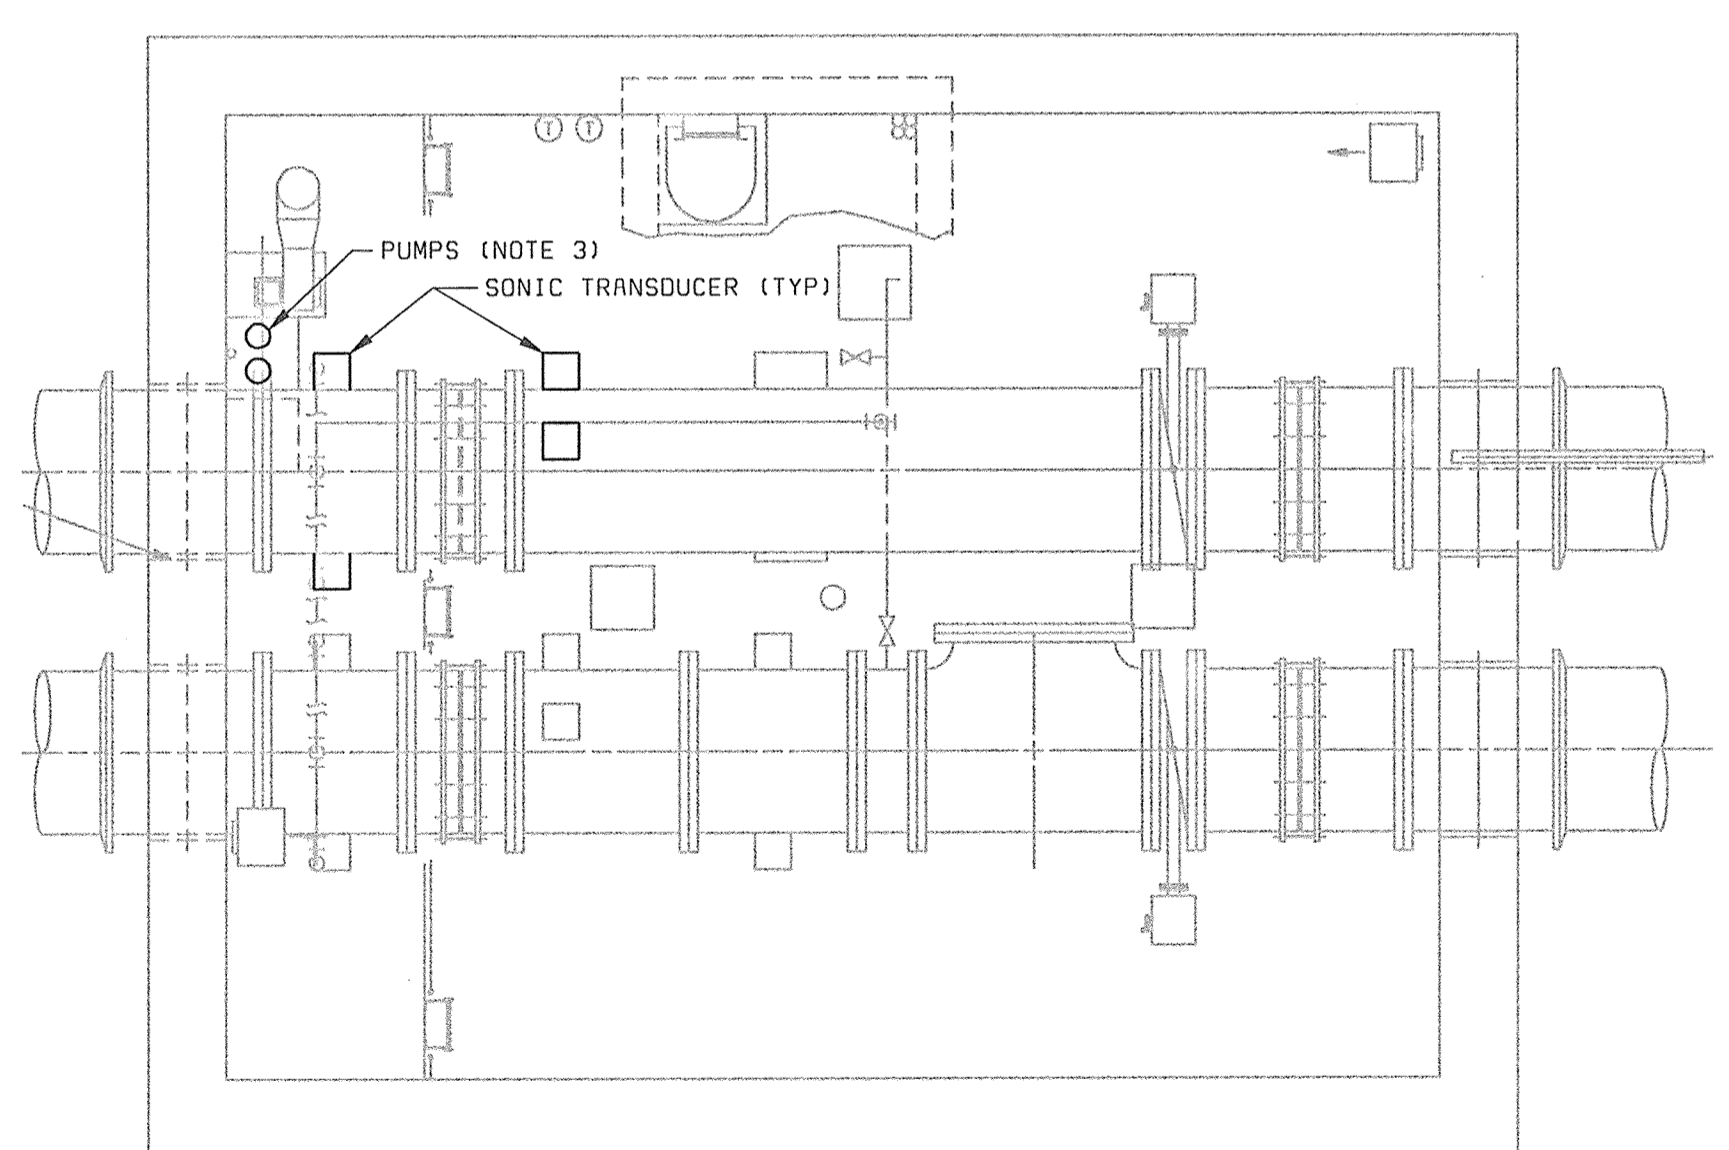 T T
PUMPS (NOTE 3)
SONIC TRANSDUCER (TYP)